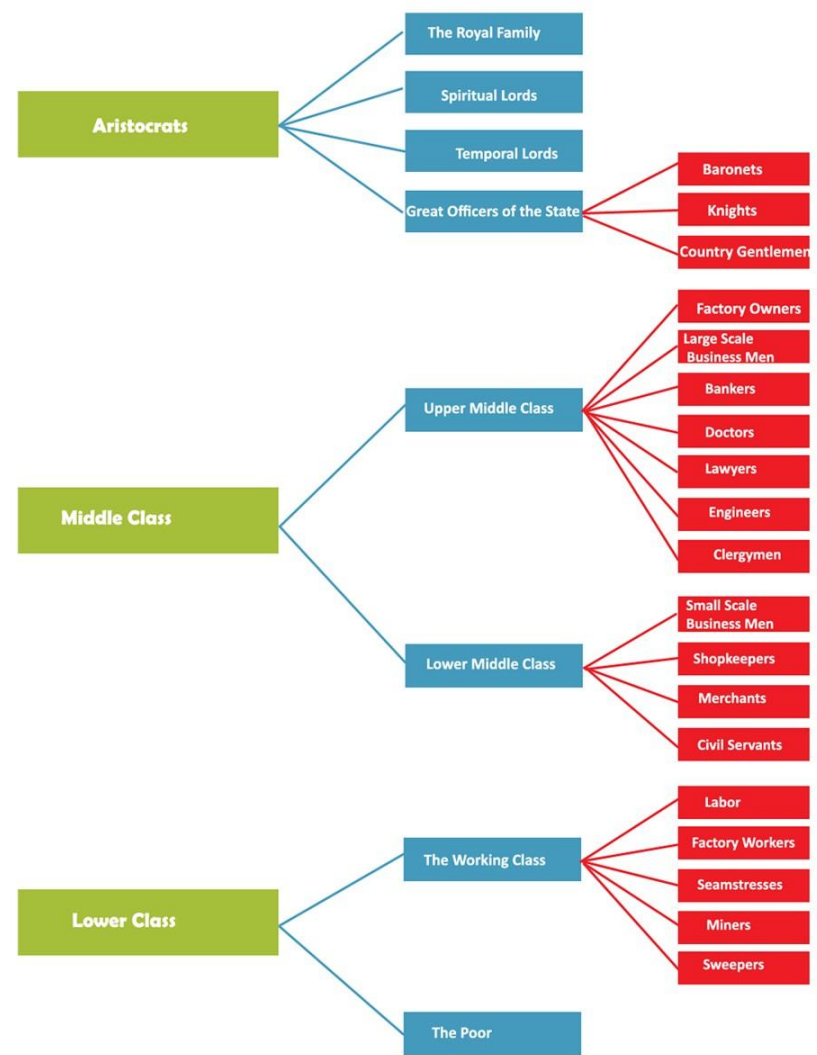 Aristocrats
The Royal Family
Spiritual Lords
Temporal Lords
Great Officers of the State
Baronets
Knights
Country Gentlemen
Middle Class
Upper Middle Class
Factory Owners
Large Scale
Business Men
Bankers
Doctors
Lawyers
Engineers
Clergymen
Lower Middle Class
Small Scale
Business Men
Shopkeepers
Merchants
Civil Servants
Lower Class
The Working Class
Labor
Factory Workers
Seamstresses
Miners
Sweepers
The Poor